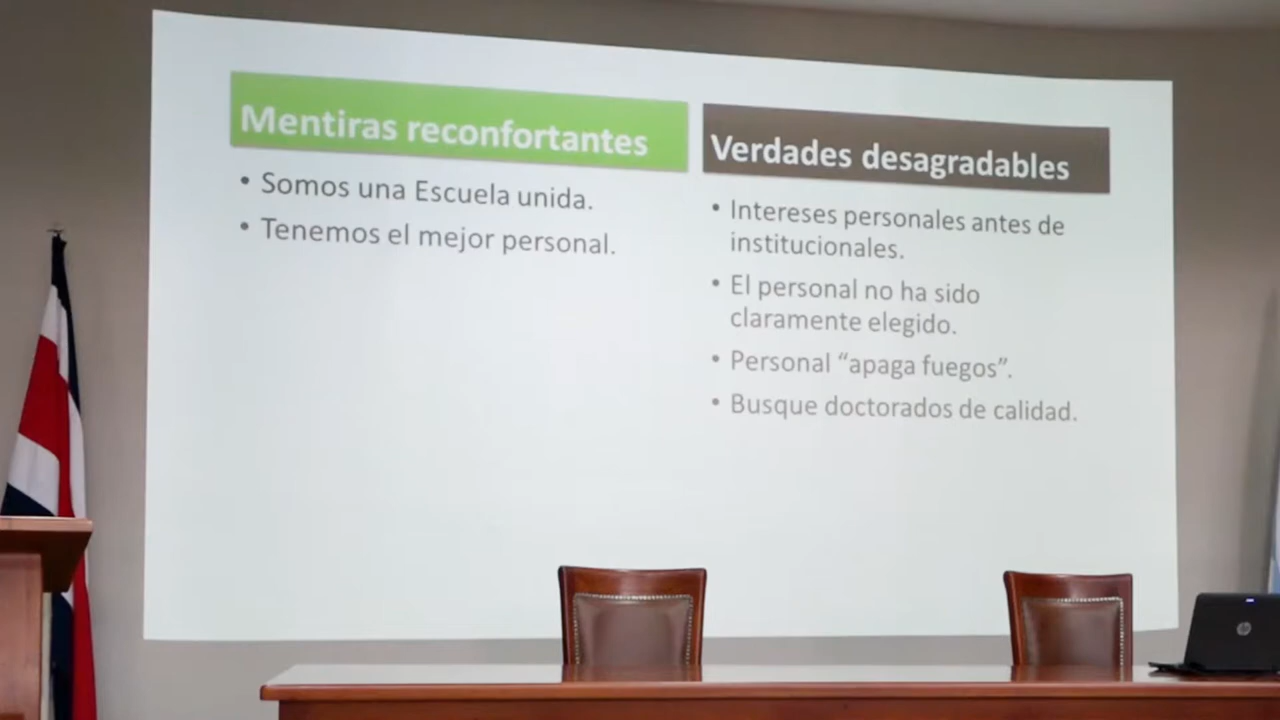 Mentiras reconfortantes
• Somos una Escuela unida.
• Tenemos el mejor personal.
Verdades desagradables
• Intereses personales antes de
institucionales.
• El personal no ha sido
claramente elegido.
• Personal “apaga fuegos”.
• Busque doctorados de calidad.
hp